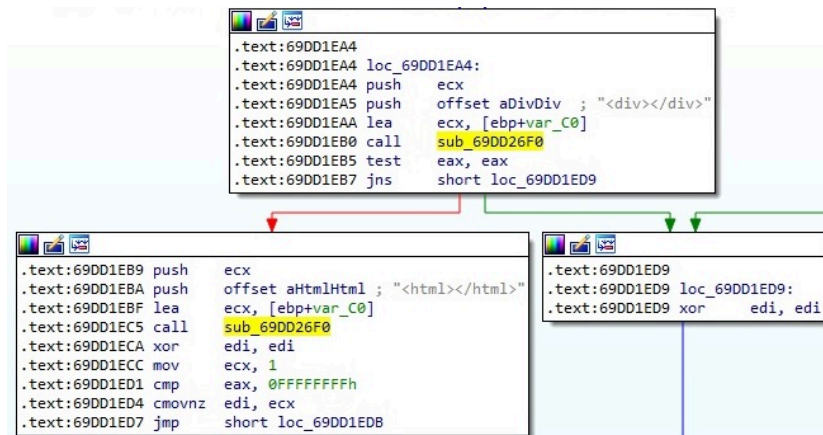 .text:69DD1EA4
.text:69DD1EA4 loc_69DD1EA4:
.text:69DD1EA4 push    ecx
.text:69DD1EA5 push    offset aDivDiv  ; "<div></div>"
.text:69DD1EAA lea     ecx, [ebp+var_C0]
.text:69DD1EB0 call    sub_69DD26F0
.text:69DD1EB5 test    eax, eax
.text:69DD1EB7 jns     short loc_69DD1ED9
.text:69DD1EB9 push    ecx
.text:69DD1EBA push    offset aHtmlHtml ; "<html></html>"
.text:69DD1EBF lea     ecx, [ebp+var_C0]
.text:69DD1EC5 call    sub_69DD26F0
.text:69DD1ECA xor     edi, edi
.text:69DD1ECC mov     ecx, 1
.text:69DD1ED1 cmp     eax, 0FFFFFFFFh
.text:69DD1ED4 cmovnz  edi, ecx
.text:69DD1ED7 jmp     short loc_69DD1EDB
.text:69DD1ED9
.text:69DD1ED9 loc_69DD1ED9:
.text:69DD1ED9 xor     edi, edi